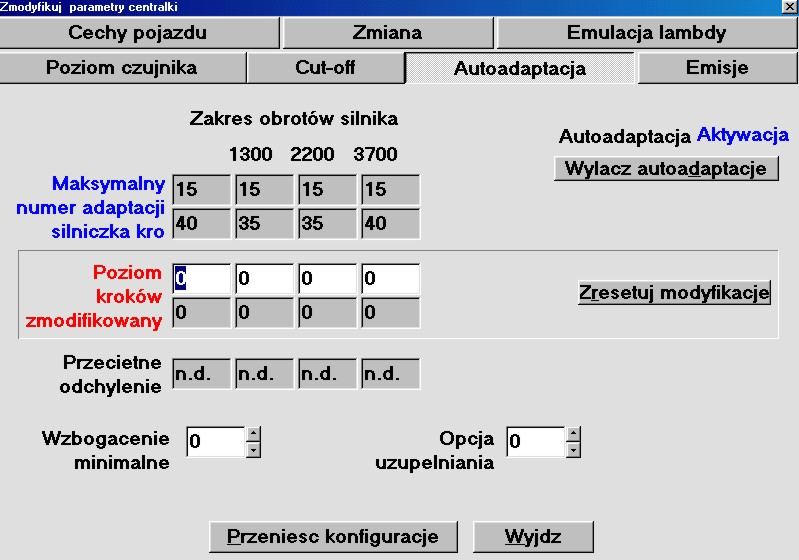 Zmodyfikuj parametry centralki
Cechy pojazdu Zmiana Emulacja lambdy
Poziom czujnika Cut-off Autoadaptacja Emisje
Zakres obrotów silnika
Autoadaptacja Aktywacja
1300 2200 3700
Wylacz autoadaptacje
Maksymalny
numer adaptacji
silniczka kro
15 15 15 15
40 35 35 40
Poziom
kroków
zmodifikowany
0 0 0 0
0 0 0 0
Zresetuj modyfikacje
Przecietne
odchylenie
n.d. n.d. n.d. n.d.
Wzbogacenie
minimalne
0
Opcja
uzupelniania
0
Przeniesc konfiguracje Wyjdz